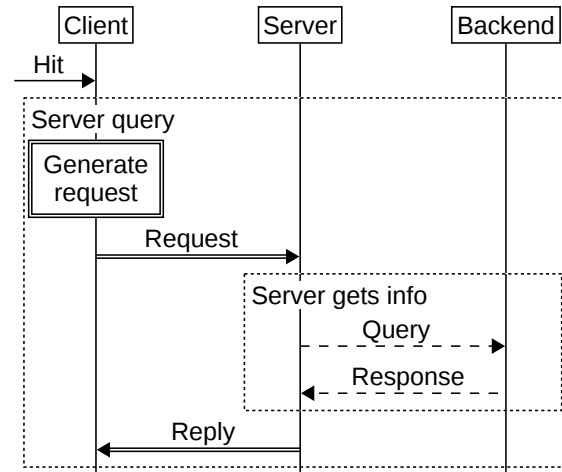 Client
Server
Backend
Hit
Server query
Generate
request
Request
Server gets info
Query
Response
Reply